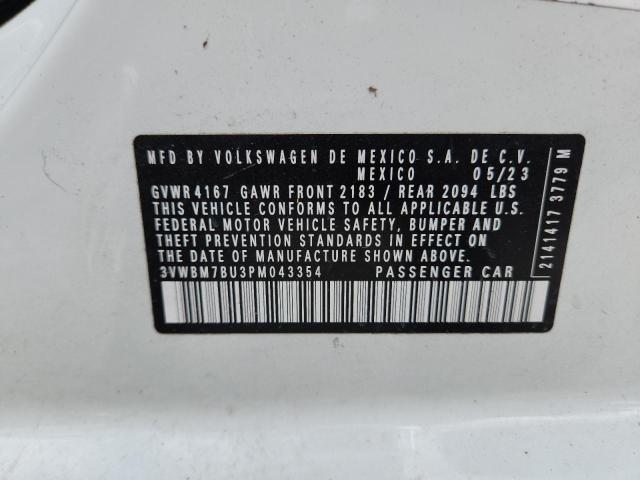 MFD BY VOLKSWAGEN DE MEXICO S.A. DE C.V.
MEXICO 05/23
GVWR 4167 GAWR FRONT 2183 / REAR 2094 LBS
THIS VEHICLE CONFORMS TO ALL APPLICABLE U.S.
FEDERAL MOTOR VEHICLE SAFETY, BUMPER AND
THEFT PREVENTION STANDARDS IN EFFECT ON
THE DATE OF MANUFACTURE SHOWN ABOVE.
3VWBM7BU3PM043354 PASSENGER CAR
2141417 3779 M